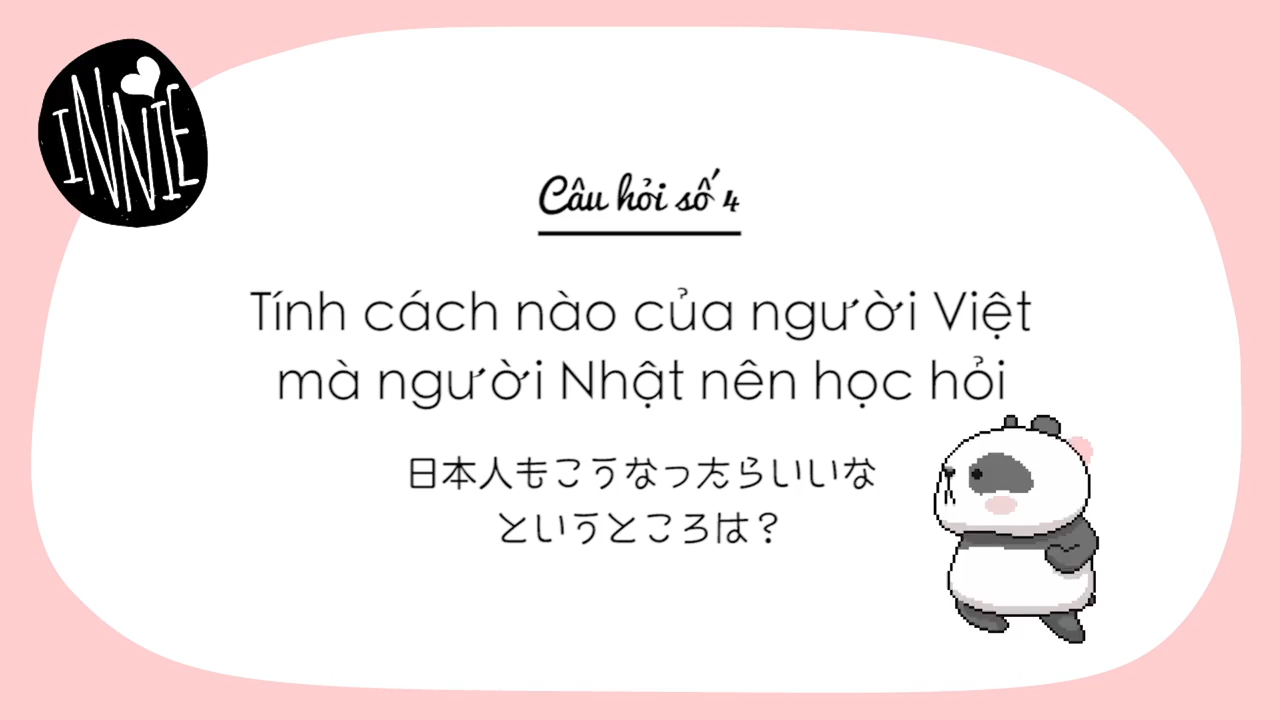 INNIE
Câu hỏi số 4
Tính cách nào của người Việt
mà người Nhật nên học hỏi
日本人もこうなったらいいな
というところは？